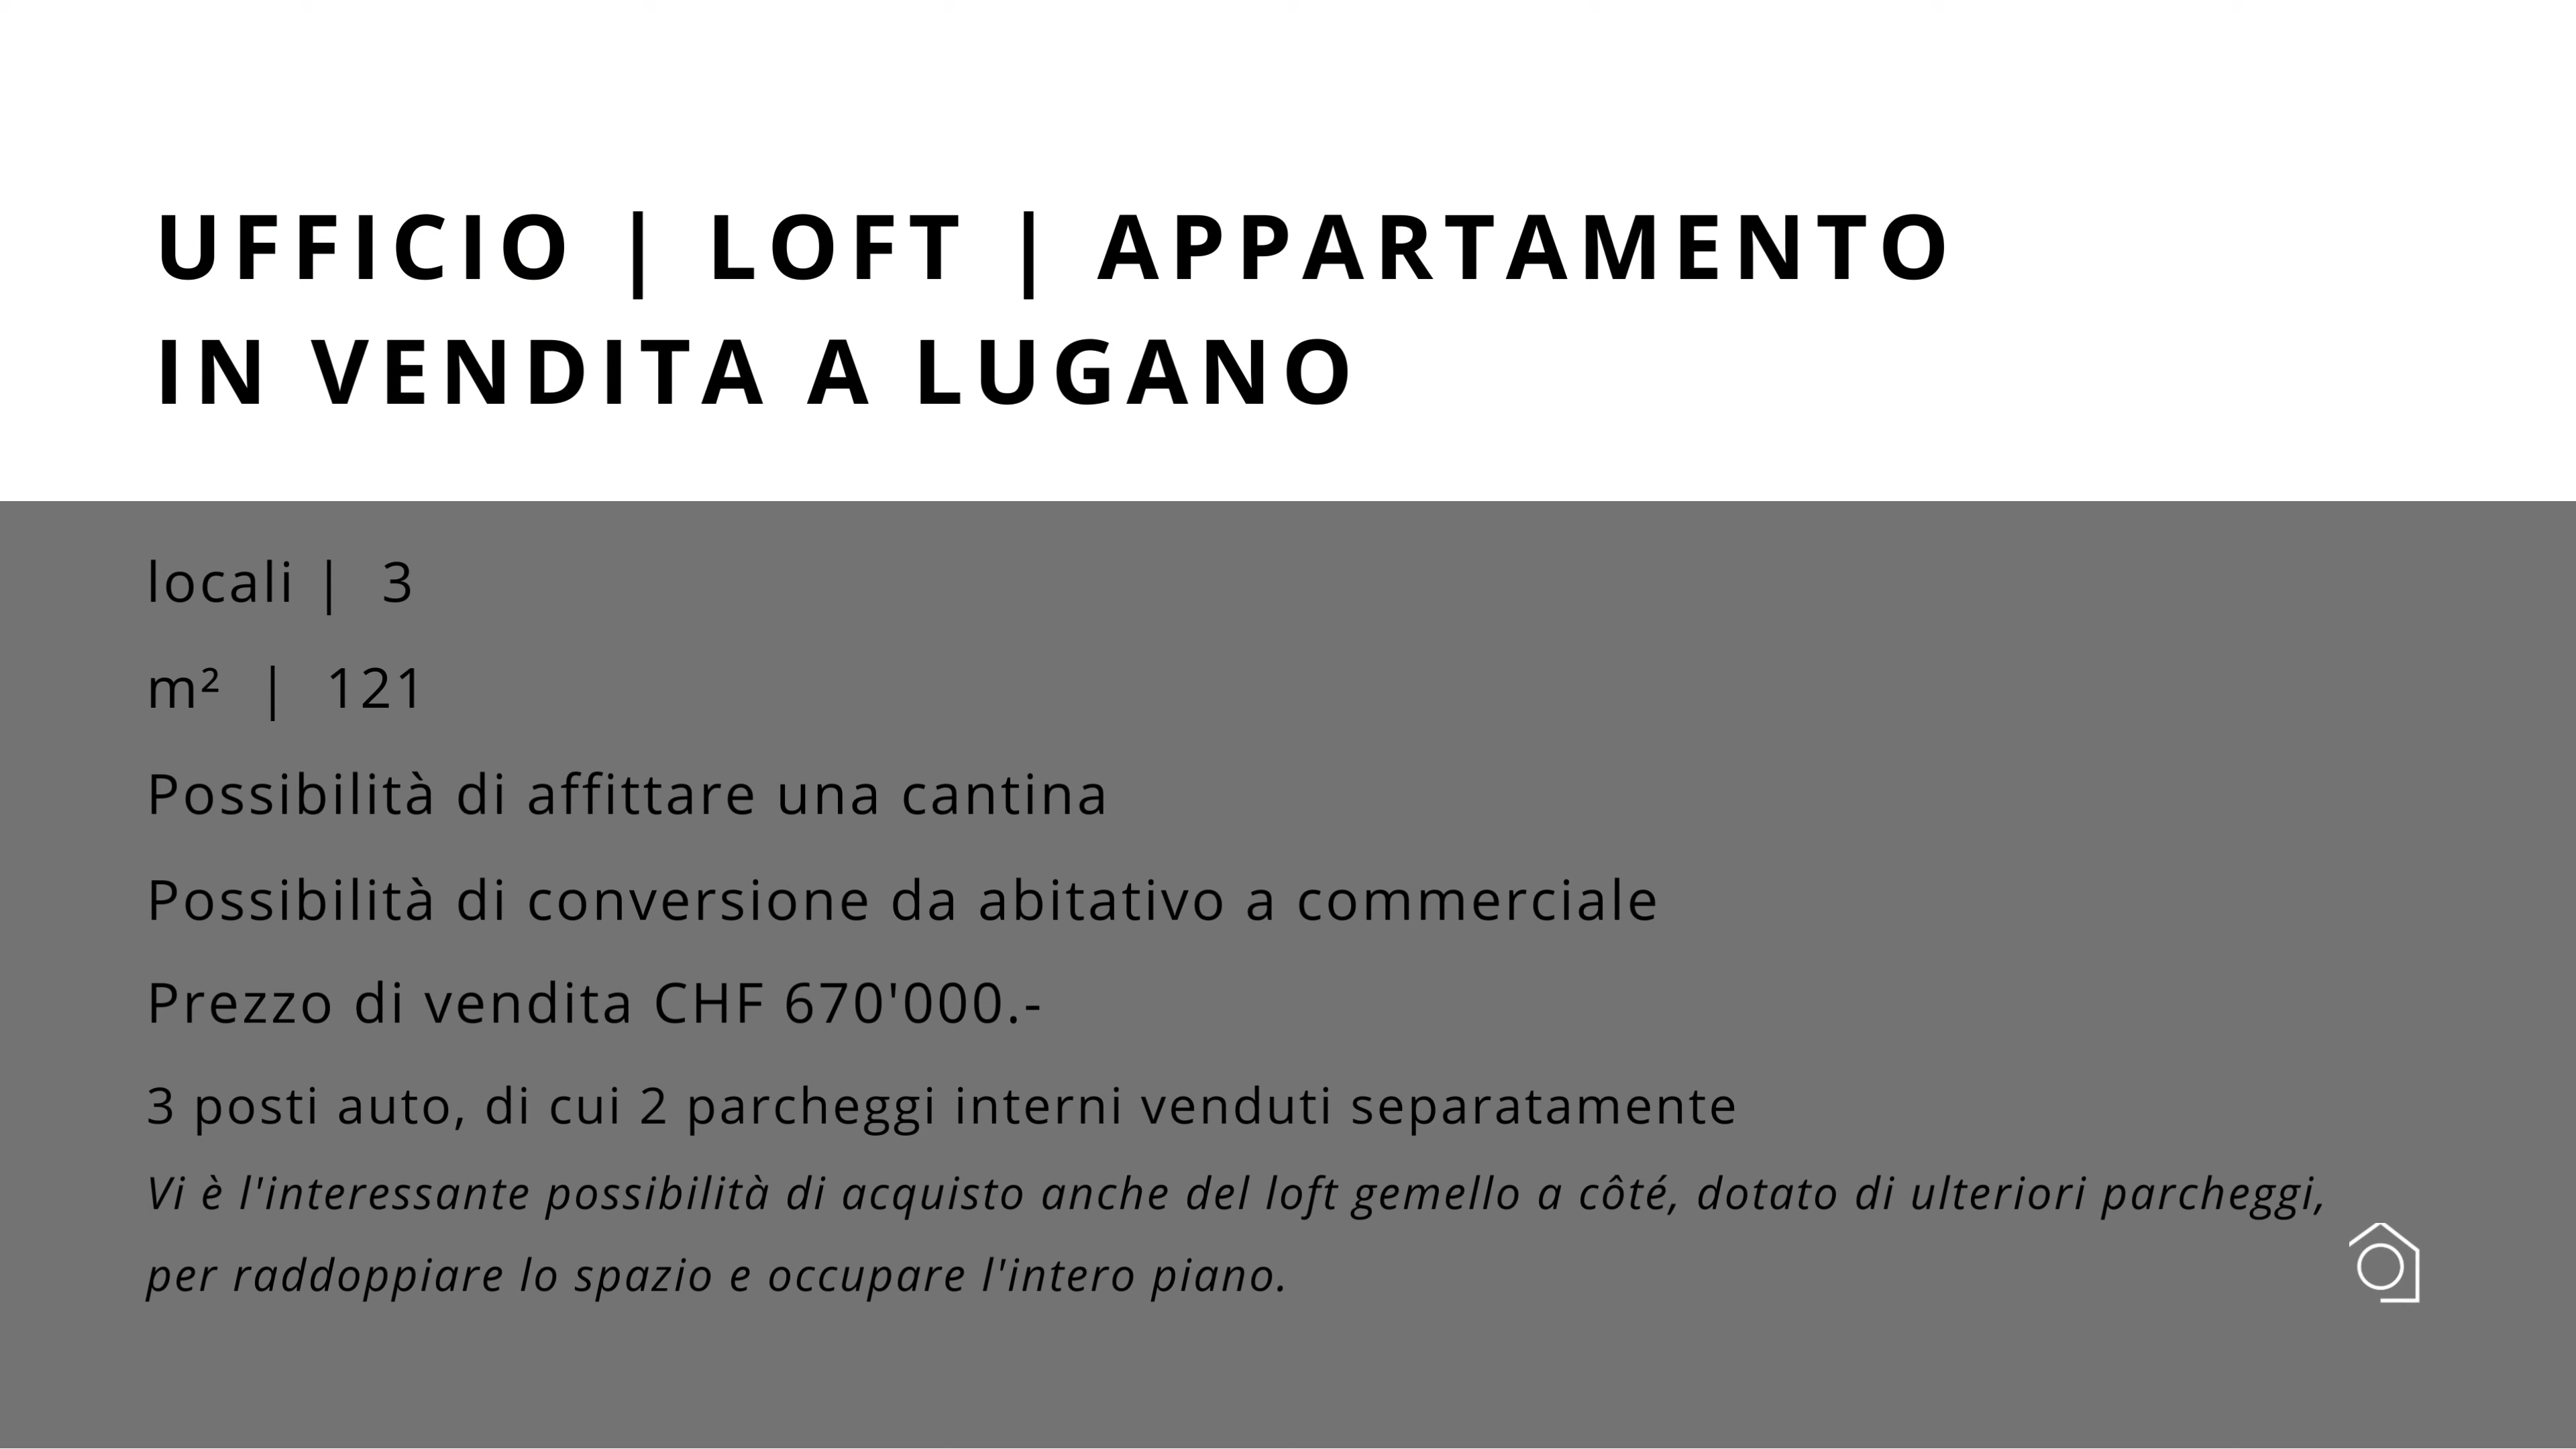 UFFICIO | LOFT | APPARTAMENTO
IN VENDITA A LUGANO
locali | 3
m² | 121
Possibilità di affittare una cantina
Possibilità di conversione da abitativo a commerciale
Prezzo di vendita CHF 670'000.-
3 posti auto, di cui 2 parcheggi interni venduti separatamente
Vi è l'interessante possibilità di acquisto anche del loft gemello a côté, dotato di ulteriori parcheggi,
per raddoppiare lo spazio e occupare l'intero piano.